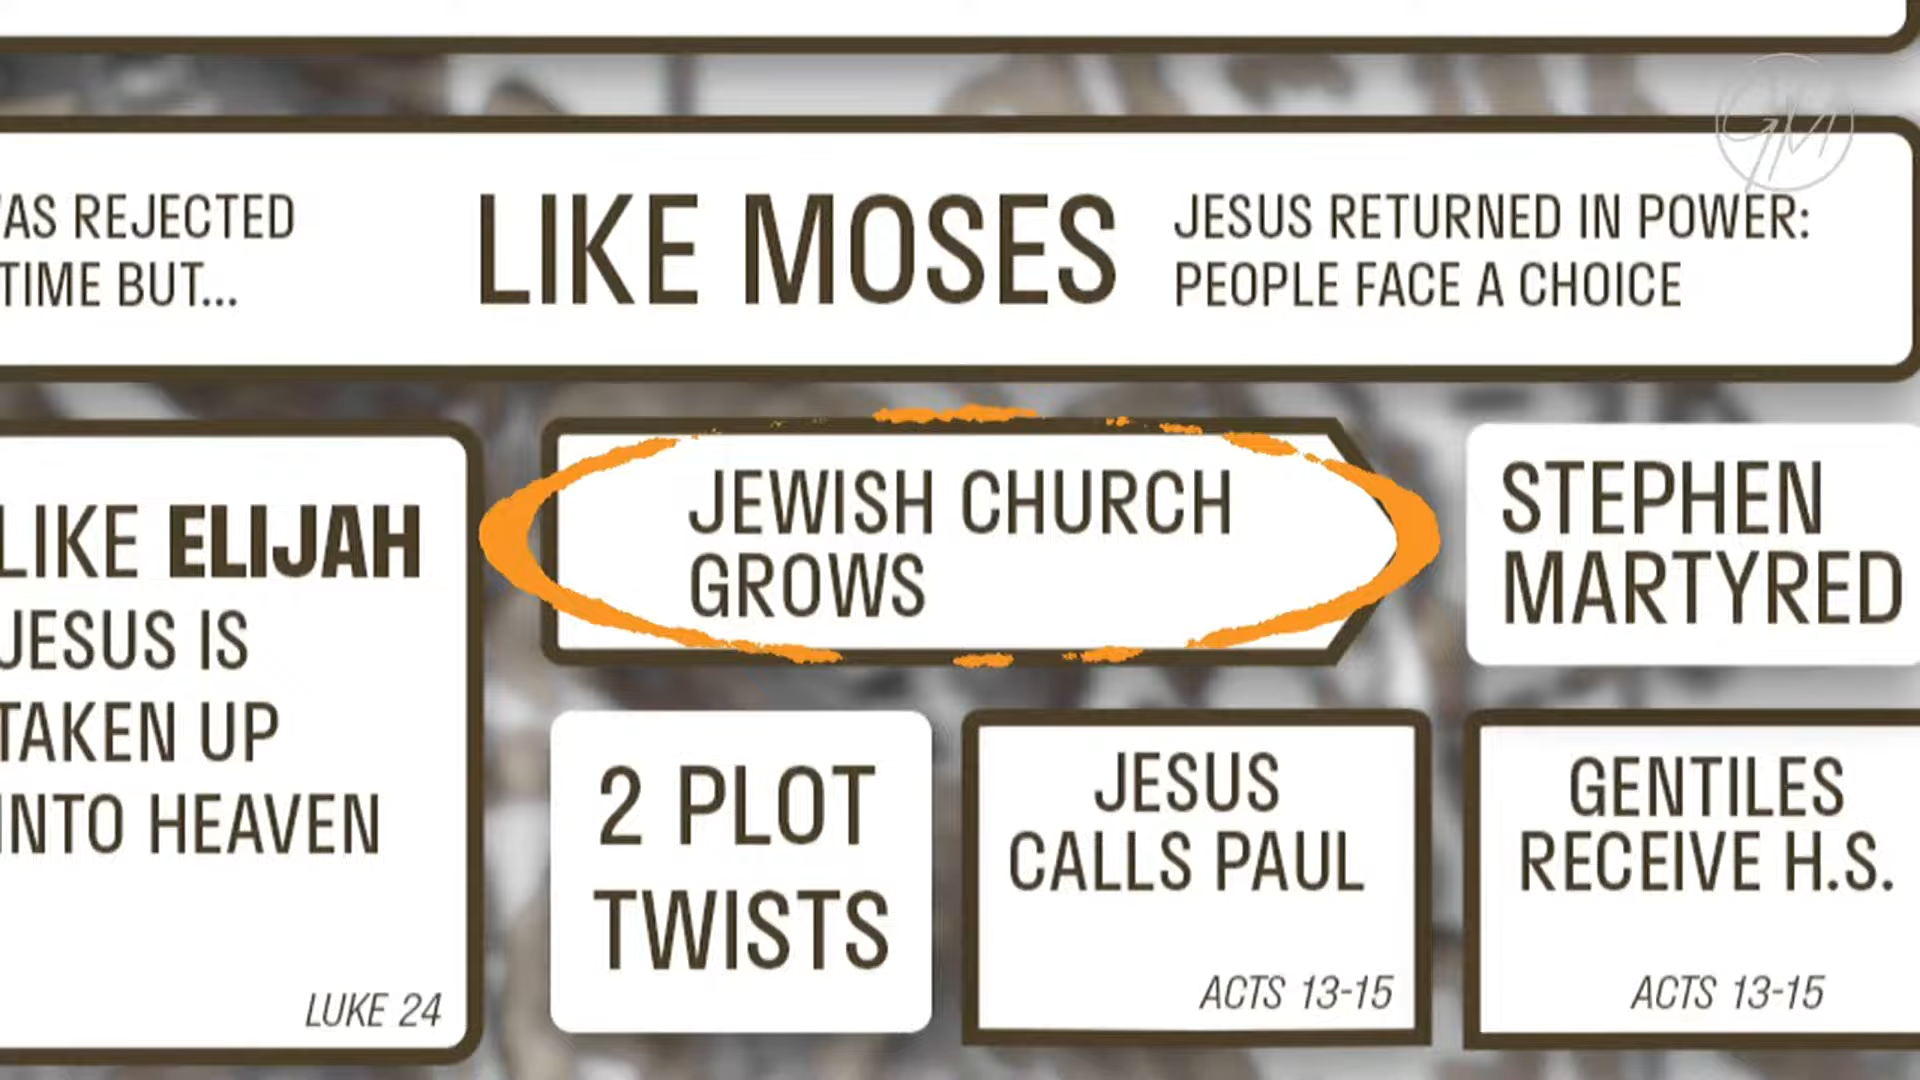 AS REJECTED
TIME BUT...
LIKE MOSES
JESUS RETURNED IN POWER:
PEOPLE FACE A CHOICE
LIKE ELIJAH
JESUS IS
TAKEN UP
INTO HEAVEN
LUKE 24
JEWISH CHURCH
GROWS
STEPHEN
MARTYRED
2 PLOT
TWISTS
JESUS
CALLS PAUL
ACTS 13-15
GENTILES
RECEIVE H.S.
ACTS 13-15